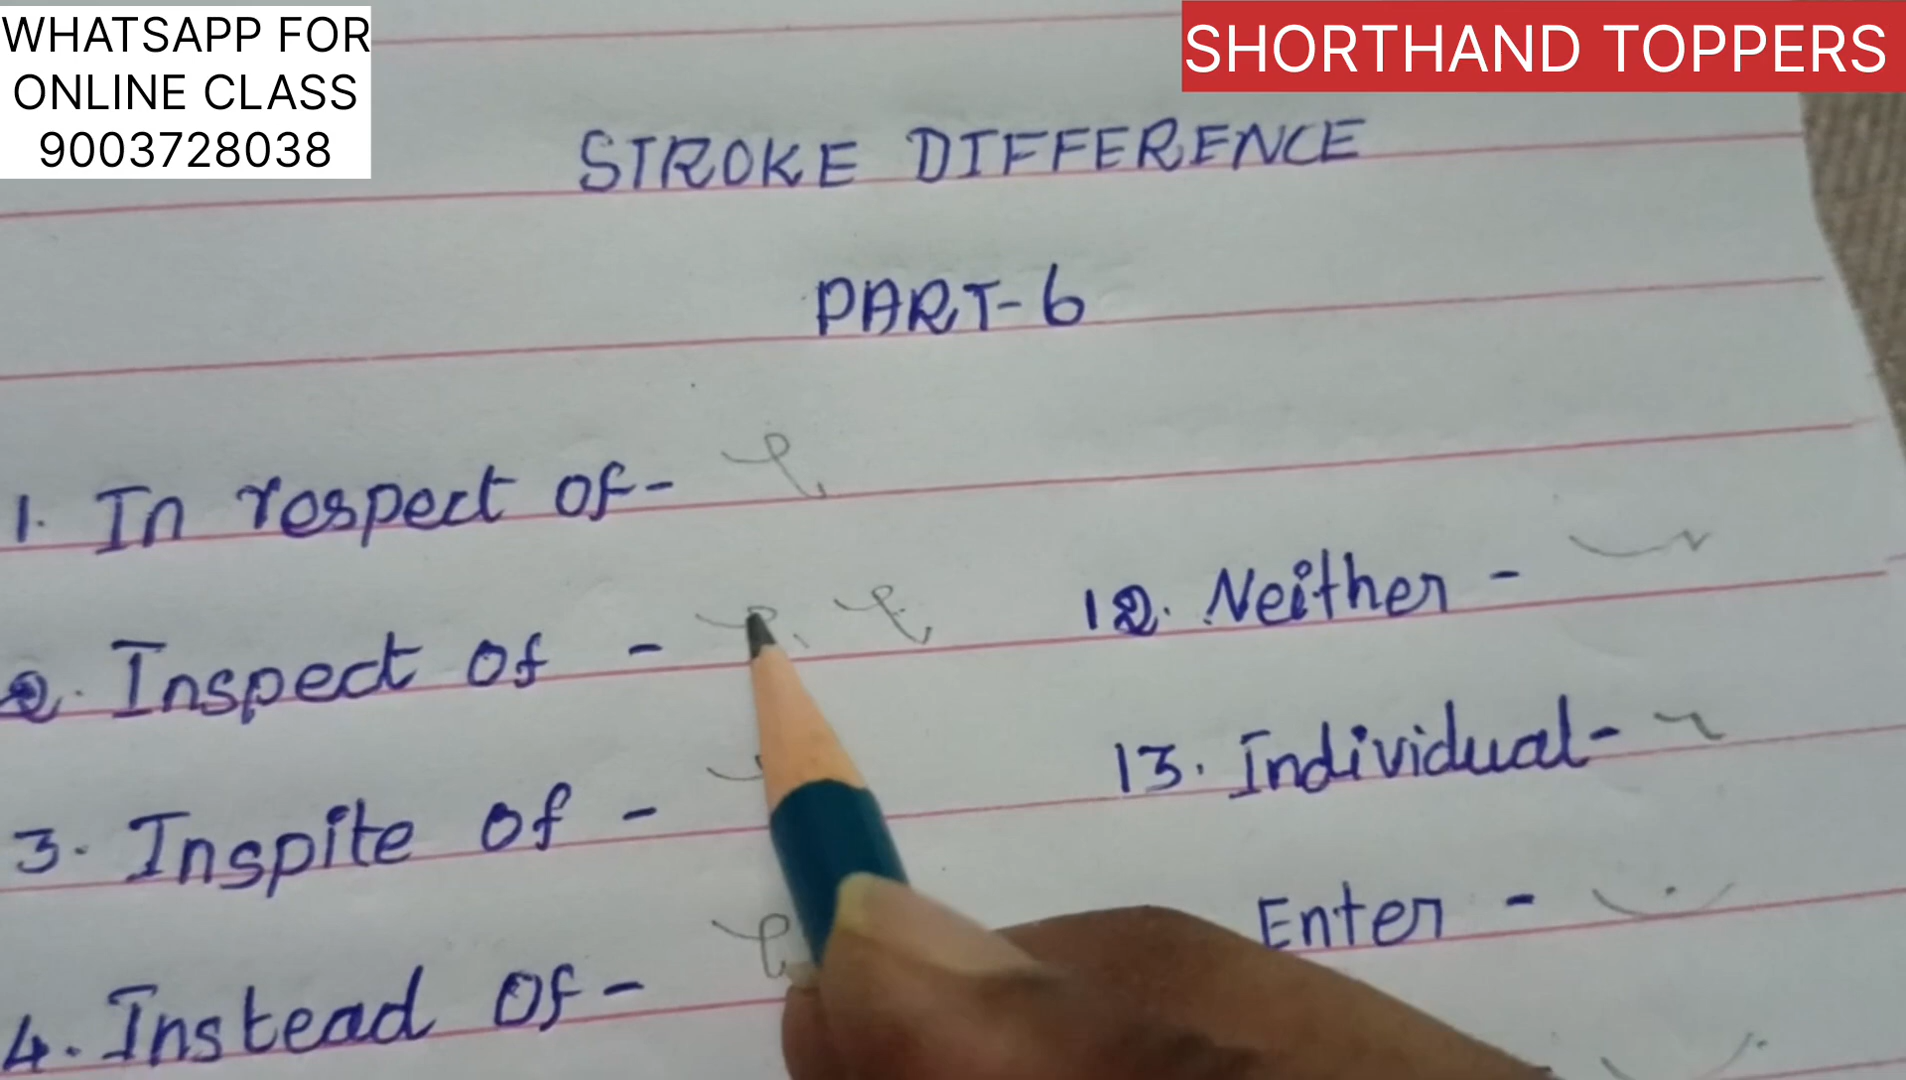 WHATSAPP FOR
ONLINE CLASS
9003728038
SHORTHAND TOPPERS
STROKE DIFFERENCE
PART-6
1. In respect of-
2. Inspect of -
3. Inspite of -
4. Instead of-
12. Neither -
13. Individual-
Enter -